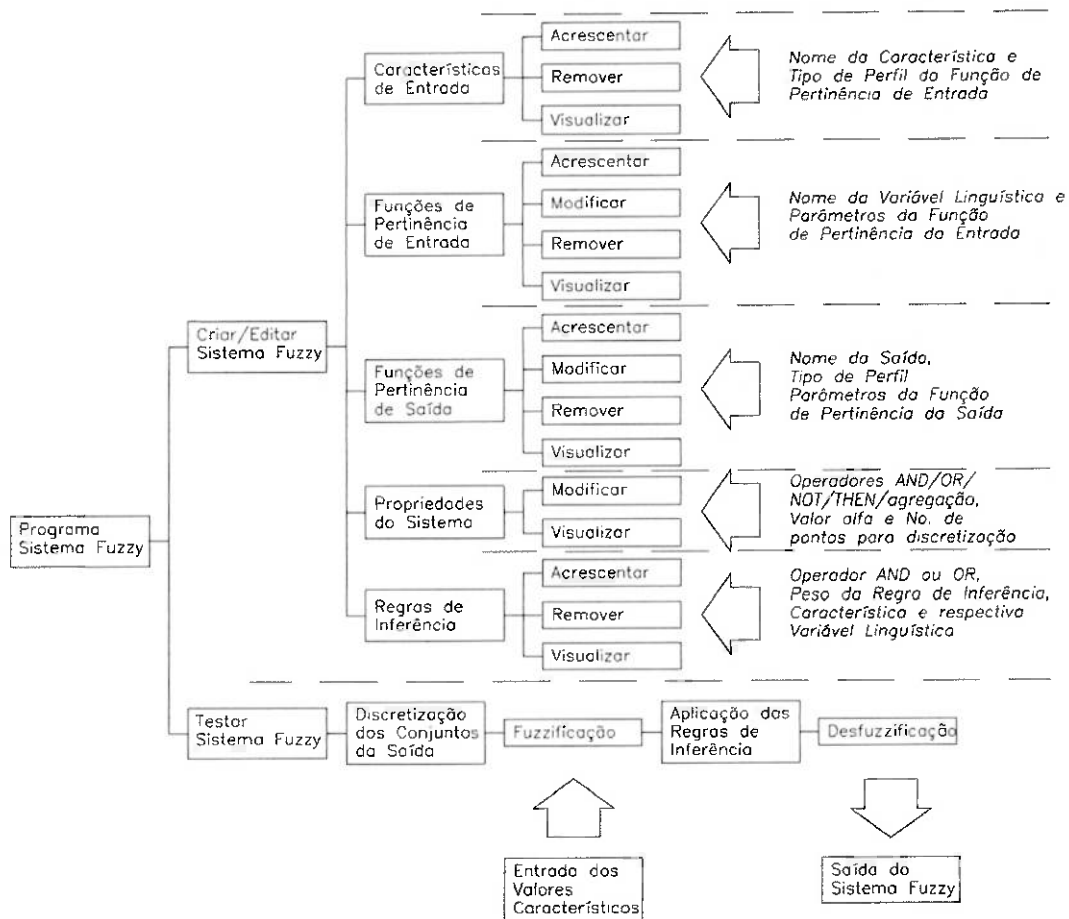 Acrescentar
Características
de Entrada
Remover
Visualizar
Nome da Característica e
Tipo de Perfil da Função de
Pertinência de Entrada
Acrescentar
Funções de
Pertinência
de Entrada
Modificar
Remover
Visualizar
Nome da Variável Linguística e
Parâmetros da Função
de Pertinência da Entrada
Criar/Editar
Sistema Fuzzy
Acrescentar
Funções de
Pertinência
de Saída
Modificar
Remover
Visualizar
Nome da Saída,
Tipo de Perfil
Parâmetros da Função
de Pertinência da Saída
Programa
Sistema Fuzzy
Propriedades
do Sistema
Modificar
Visualizar
Operadores AND/OR/
NOT/THEN/agregação,
Valor alfa e No. de
pontos para discretização
Regras de
Inferência
Acrescentar
Remover
Visualizar
Operador AND ou OR,
Peso da Regra de Inferência,
Característica e respectiva
Variável Linguística
Testar
Sistema Fuzzy
Discretização
dos Conjuntos
da Saída
Fuzzificação
Aplicação das
Regras de
Inferência
Desfuzzificação
Entrada dos
Valores
Característicos
Saída do
Sistema Fuzzy